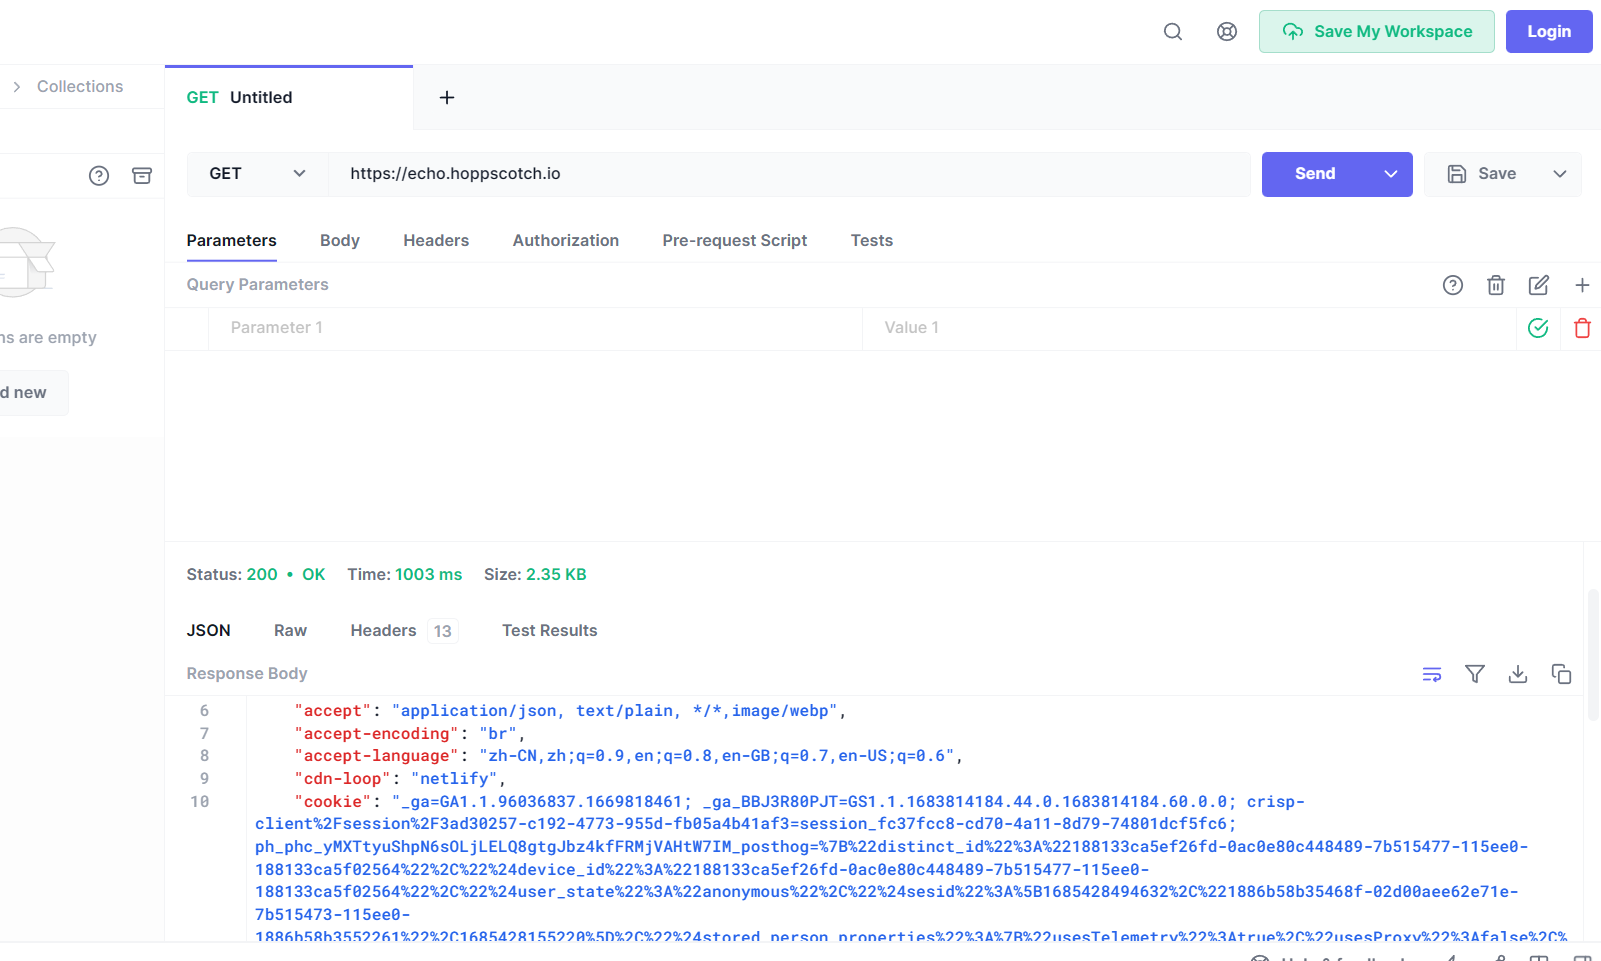 Save My Workspace
Login
Collections
GET Untitled
GET
https://echo.hoppscotch.io
Send
Save
Parameters
Body
Headers
Authorization
Pre-request Script
Tests
Query Parameters
Parameter 1
Value 1
ns are empty
d new
Status: 200 • OK
Time: 1003 ms
Size: 2.35 KB
JSON
Raw
Headers 13
Test Results
Response Body
6 "accept": "application/json, text/plain, */*,image/webp",
7 "accept-encoding": "br",
8 "accept-language": "zh-CN,zh;q=0.9,en;q=0.8,en-GB;q=0.7,en-US;q=0.6",
9 "cdn-loop": "netlify",
10 "cookie": "_ga=GA1.1.96036837.1669818461; _ga_BBJ3R80PJT=GS1.1.1683814184.44.0.1683814184.60.0.0; crisp-
client%2Fsession%2F3ad30257-c192-4773-955d-fb05a4b41af3=session_fc37fcc8-cd70-4a11-8d79-74801dcf5fc6;
ph_phc_yMXTtyuShpN6sOLjLELQ8gtgJbz4kfFRMjVAHtW7IM_posthog=%7B%22distinct_id%22%3A%22188133ca5ef26fd-0ac0e80c448489-7b515477-115ee0-
188133ca5f02564%22%2C%22%24device_id%22%3A%22188133ca5ef26fd-0ac0e80c448489-7b515477-115ee0-
188133ca5f02564%22%2C%22%24user_state%22%3A%22anonymous%22%2C%22%24sesid%22%3A%5B1685428494632%2C%221886b58b35468f-02d00aee62e71e-
7b515473-115ee0-
1886b58b3552261%22%2C1685428155220%5D%2C%22%24stored_person_properties%22%3A%7B%22usesTelemetry%22%3Atrue%2C%22usesProxy%22%3Afalse%2C%